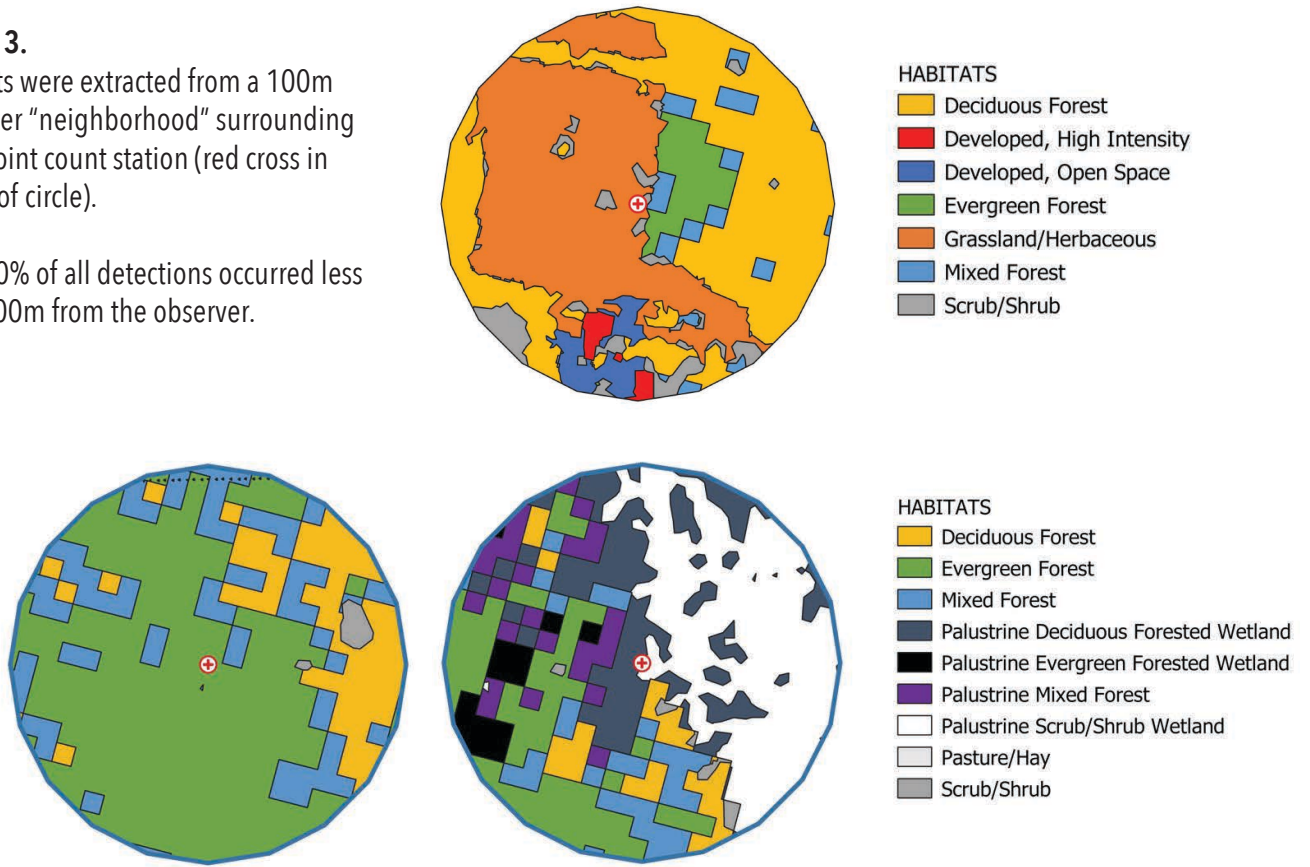 3.
ts were extracted from a 100m
er “neighborhood” surrounding
oint count station (red cross in
of circle).
0% of all detections occurred less
00m from the observer.
HABITATS
Deciduous Forest
Developed, High Intensity
Developed, Open Space
Evergreen Forest
Grassland/Herbaceous
Mixed Forest
Scrub/Shrub
HABITATS
Deciduous Forest
Evergreen Forest
Mixed Forest
Palustrine Deciduous Forested Wetland
Palustrine Evergreen Forested Wetland
Palustrine Mixed Forest
Palustrine Scrub/Shrub Wetland
Pasture/Hay
Scrub/Shrub